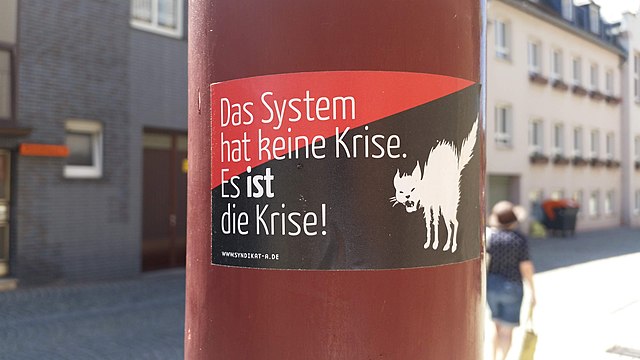 Das System
hat keine Krise.
Es ist
die Krise!
WWW.SYNDIKAT-A.DE